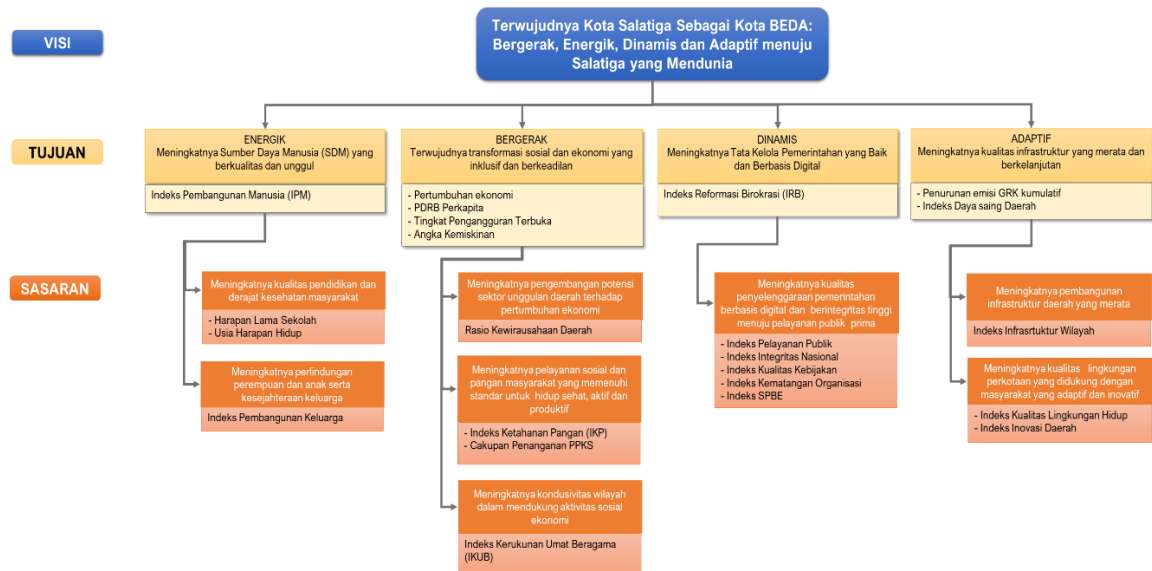 VISI
Terwujudnya Kota Salatiga Sebagai Kota BEDA:
Bergerak, Energik, Dinamis dan Adaptif menuju
Salatiga yang Mendunia
TUJUAN
ENERGIK
Meningkatnya Sumber Daya Manusia (SDM) yang
berkualitas dan unggul
Indeks Pembangunan Manusia (IPM)
BERGERAK
Terwujudnya transformasi sosial dan ekonomi yang
inklusif dan berkeadilan
- Pertumbuhan ekonomi
- PDRB Perkapita
- Tingkat Pengangguran Terbuka
- Angka Kemiskinan
DINAMIS
Meningkatnya Tata Kelola Pemerintahan yang Baik
dan Berbasis Digital
Indeks Reformasi Birokrasi (IRB)
ADAPTIF
Meningkatnya kualitas infrastruktur yang merata dan
berkelanjutan
- Penurunan emisi GRK kumulatif
- Indeks Daya saing Daerah
SASARAN
Meningkatnya kualitas pendidikan dan
derajat kesehatan masyarakat
- Harapan Lama Sekolah
- Usia Harapan Hidup
Meningkatnya perlindungan
perempuan dan anak serta
kesejahteraan keluarga
Indeks Pembangunan Keluarga
Meningkatnya pengembangan potensi
sektor unggulan daerah terhadap
pertumbuhan ekonomi
Rasio Kewirausahaan Daerah
Meningkatnya pelayanan sosial dan
pangan masyarakat yang memenuhi
standar untuk hidup sehat, aktif dan
produktif
- Indeks Ketahanan Pangan (IKP)
- Cakupan Penanganan PPKS
Meningkatnya kondusivitas wilayah
dalam mendukung aktivitas sosial
ekonomi
Indeks Kerukunan Umat Beragama
(IKUB)
Meningkatnya kualitas
penyelenggaraan pemerintahan
berbasis digital dan berintegritas tinggi
menuju pelayanan publik prima
- Indeks Pelayanan Publik
- Indeks Integritas Nasional
- Indeks Kualitas Kebijakan
- Indeks Kematangan Organisasi
- Indeks SPBE
Meningkatnya pembangunan
infrastruktur daerah yang merata
Indeks Infrasrtuktur Wilayah
Meningkatnya kualitas lingkungan
perkotaan yang didukung dengan
masyarakat yang adaptif dan inovatif
- Indeks Kualitas Lingkungan Hidup
- Indeks Inovasi Daerah